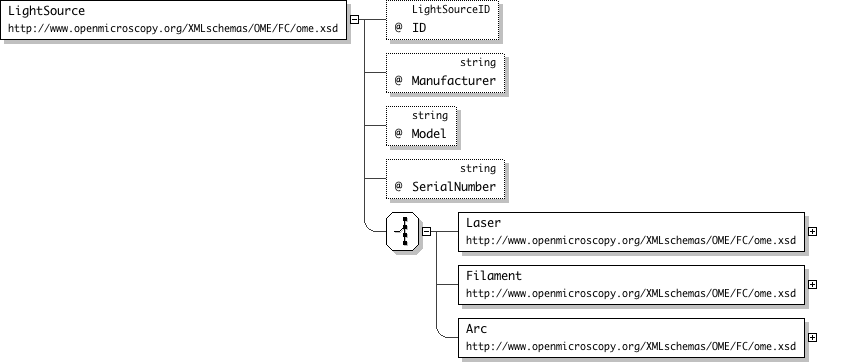 LightSource
http://www.openmicroscopy.org/XMLschemas/OME/FC/ome.xsd
LightSourceID
@ ID
string
@ Manufacturer
string
@ Model
string
@ SerialNumber
Laser
http://www.openmicroscopy.org/XMLschemas/OME/FC/ome.xsd
Filament
http://www.openmicroscopy.org/XMLschemas/OME/FC/ome.xsd
Arc
http://www.openmicroscopy.org/XMLschemas/OME/FC/ome.xsd